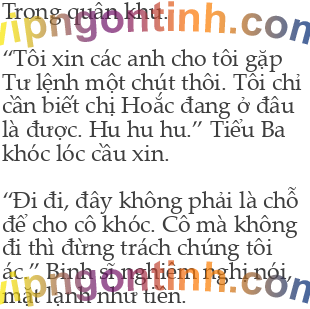 Trong quân khu.
“Tôi xin các anh cho tôi gặp
Tư lệnh một chút thôi. Tôi chỉ
cần biết chị Hoắc đang ở đâu
là được. Hu hu hu.” Tiểu Ba
khóc lóc cầu xin.
“Đi đi, đây không phải là chỗ
để cho cô khóc. Cô mà không
đi thì đừng trách chúng tôi
ác.” Binh sĩ nghiêm nghị nói,
mặt lạnh như tiền.
vipngontinh.com
vipngontinh.com